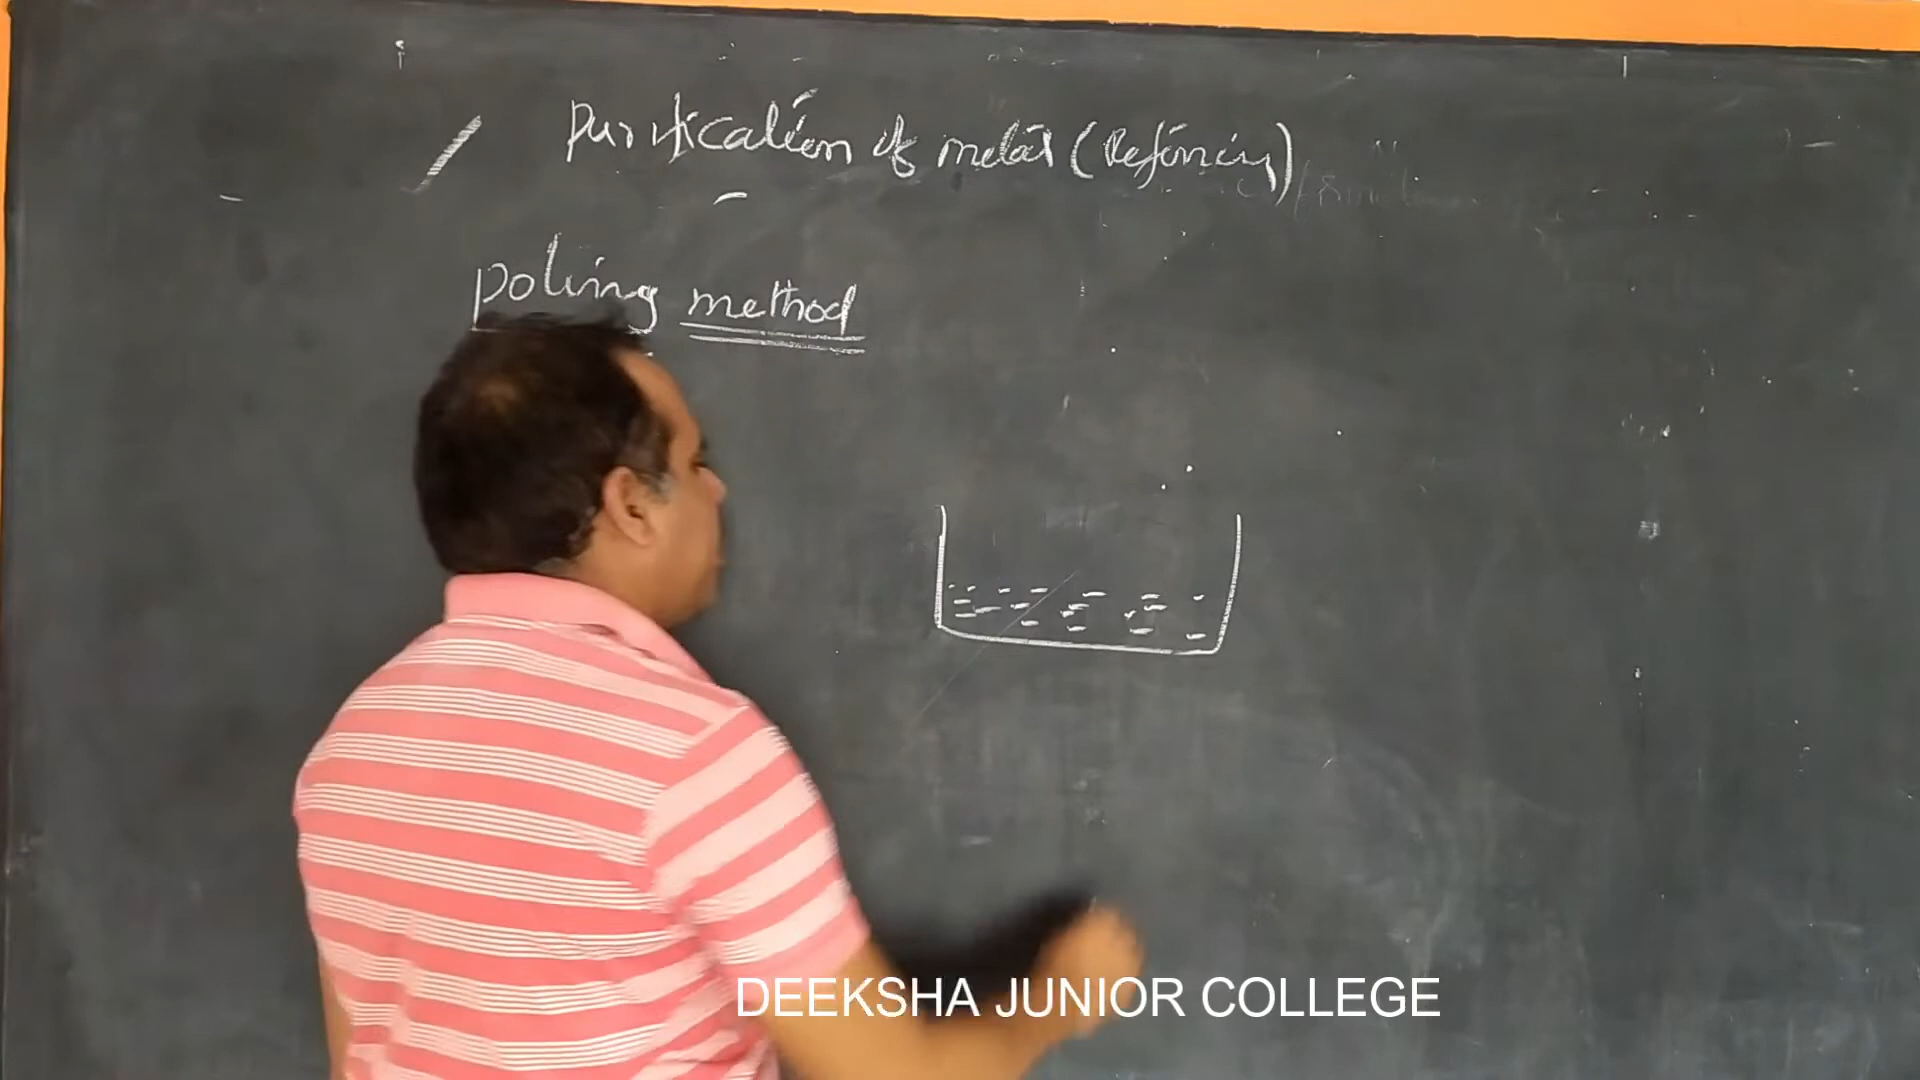 Purification of metal (Refining)
poling method
DEEKSHA JUNIOR COLLEGE